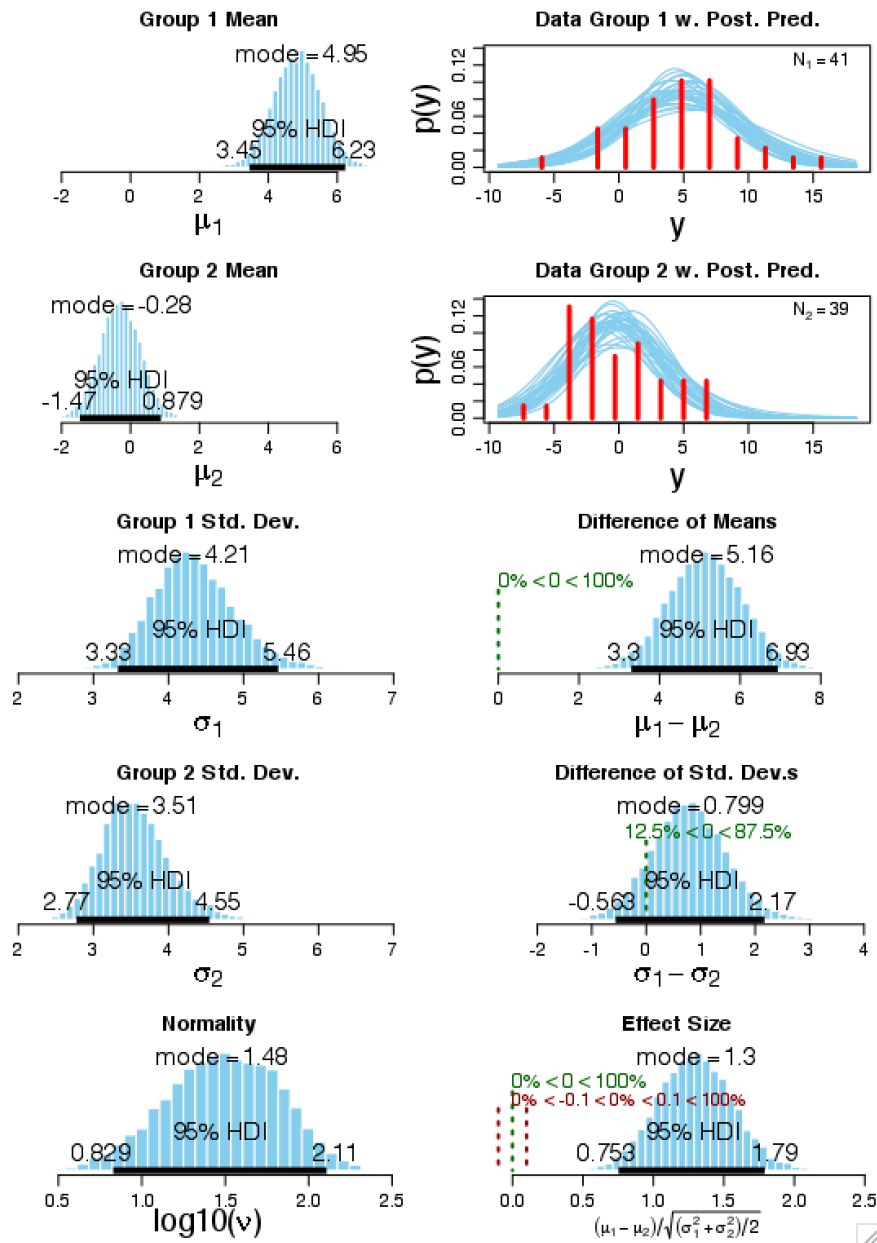 Group 1 Mean
mode = 4.95
95% HDI
3.45 6.23
-2 0 2 4 6
μ1
Data Group 1 w. Post. Pred.
N1 = 41
p(y)
0.00 0.06 0.12
-10 -5 0 5 10 15
y
Group 2 Mean
mode = -0.28
95% HDI
-1.47 0.879
-2 0 2 4 6
μ2
Data Group 2 w. Post. Pred.
N2 = 39
p(y)
0.00 0.06 0.12
-10 -5 0 5 10 15
y
Group 1 Std. Dev.
mode = 4.21
95% HDI
3.33 5.46
2 3 4 5 6 7
σ1
Difference of Means
mode = 5.16
0% < 0 < 100%
95% HDI
3.3 6.93
0 2 4 6 8
μ1 − μ2
Group 2 Std. Dev.
mode = 3.51
95% HDI
2.77 4.55
2 3 4 5 6 7
σ2
Difference of Std. Dev.s
mode = 0.799
12.5% < 0 < 87.5%
95% HDI
-0.563 2.17
-2 -1 0 1 2 3 4
σ1 − σ2
Normality
mode = 1.48
95% HDI
0.829 2.11
0.5 1.0 1.5 2.0 2.5
log10(ν)
Effect Size
mode = 1.3
0% < 0 < 100%
0% < -0.1 < 0% < 0.1 < 100%
95% HDI
0.753 1.79
0.0 0.5 1.0 1.5 2.0 2.5
(μ1 − μ2)/√(σ1² + σ2²)/2